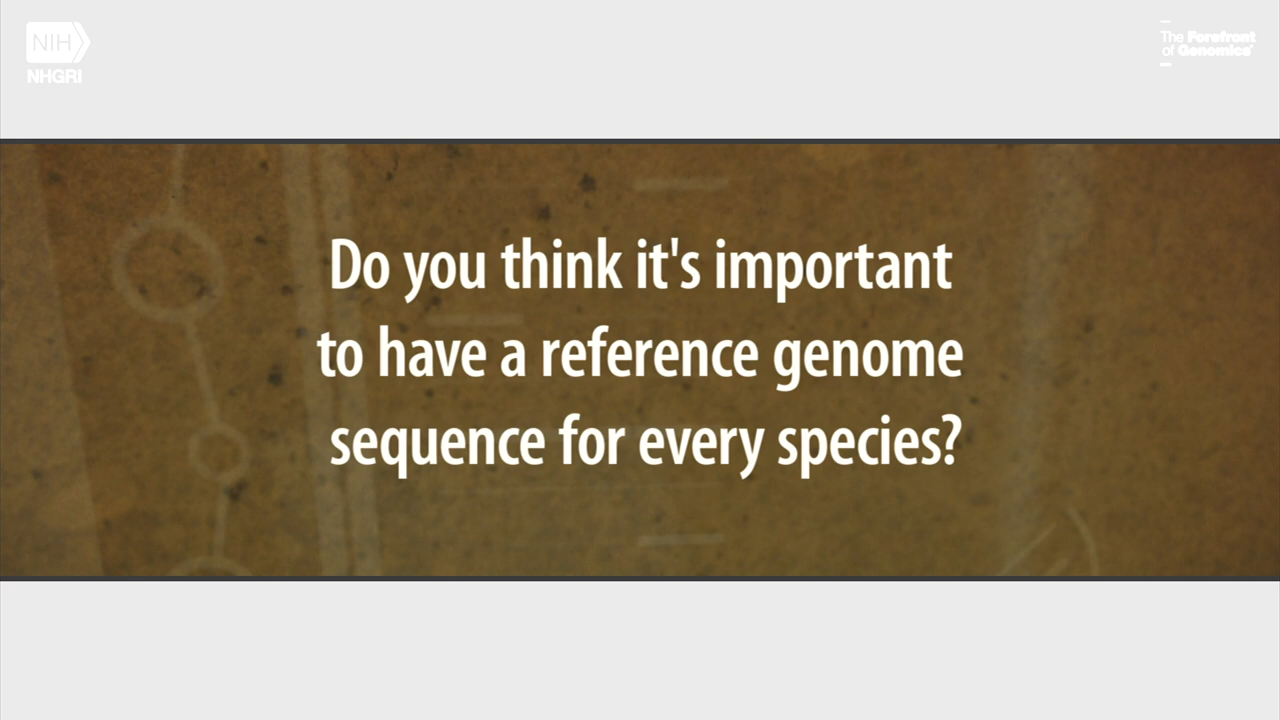 NIH
NHGRI
The Forefront
of Genomics®
Do you think it's important
to have a reference genome
sequence for every species?